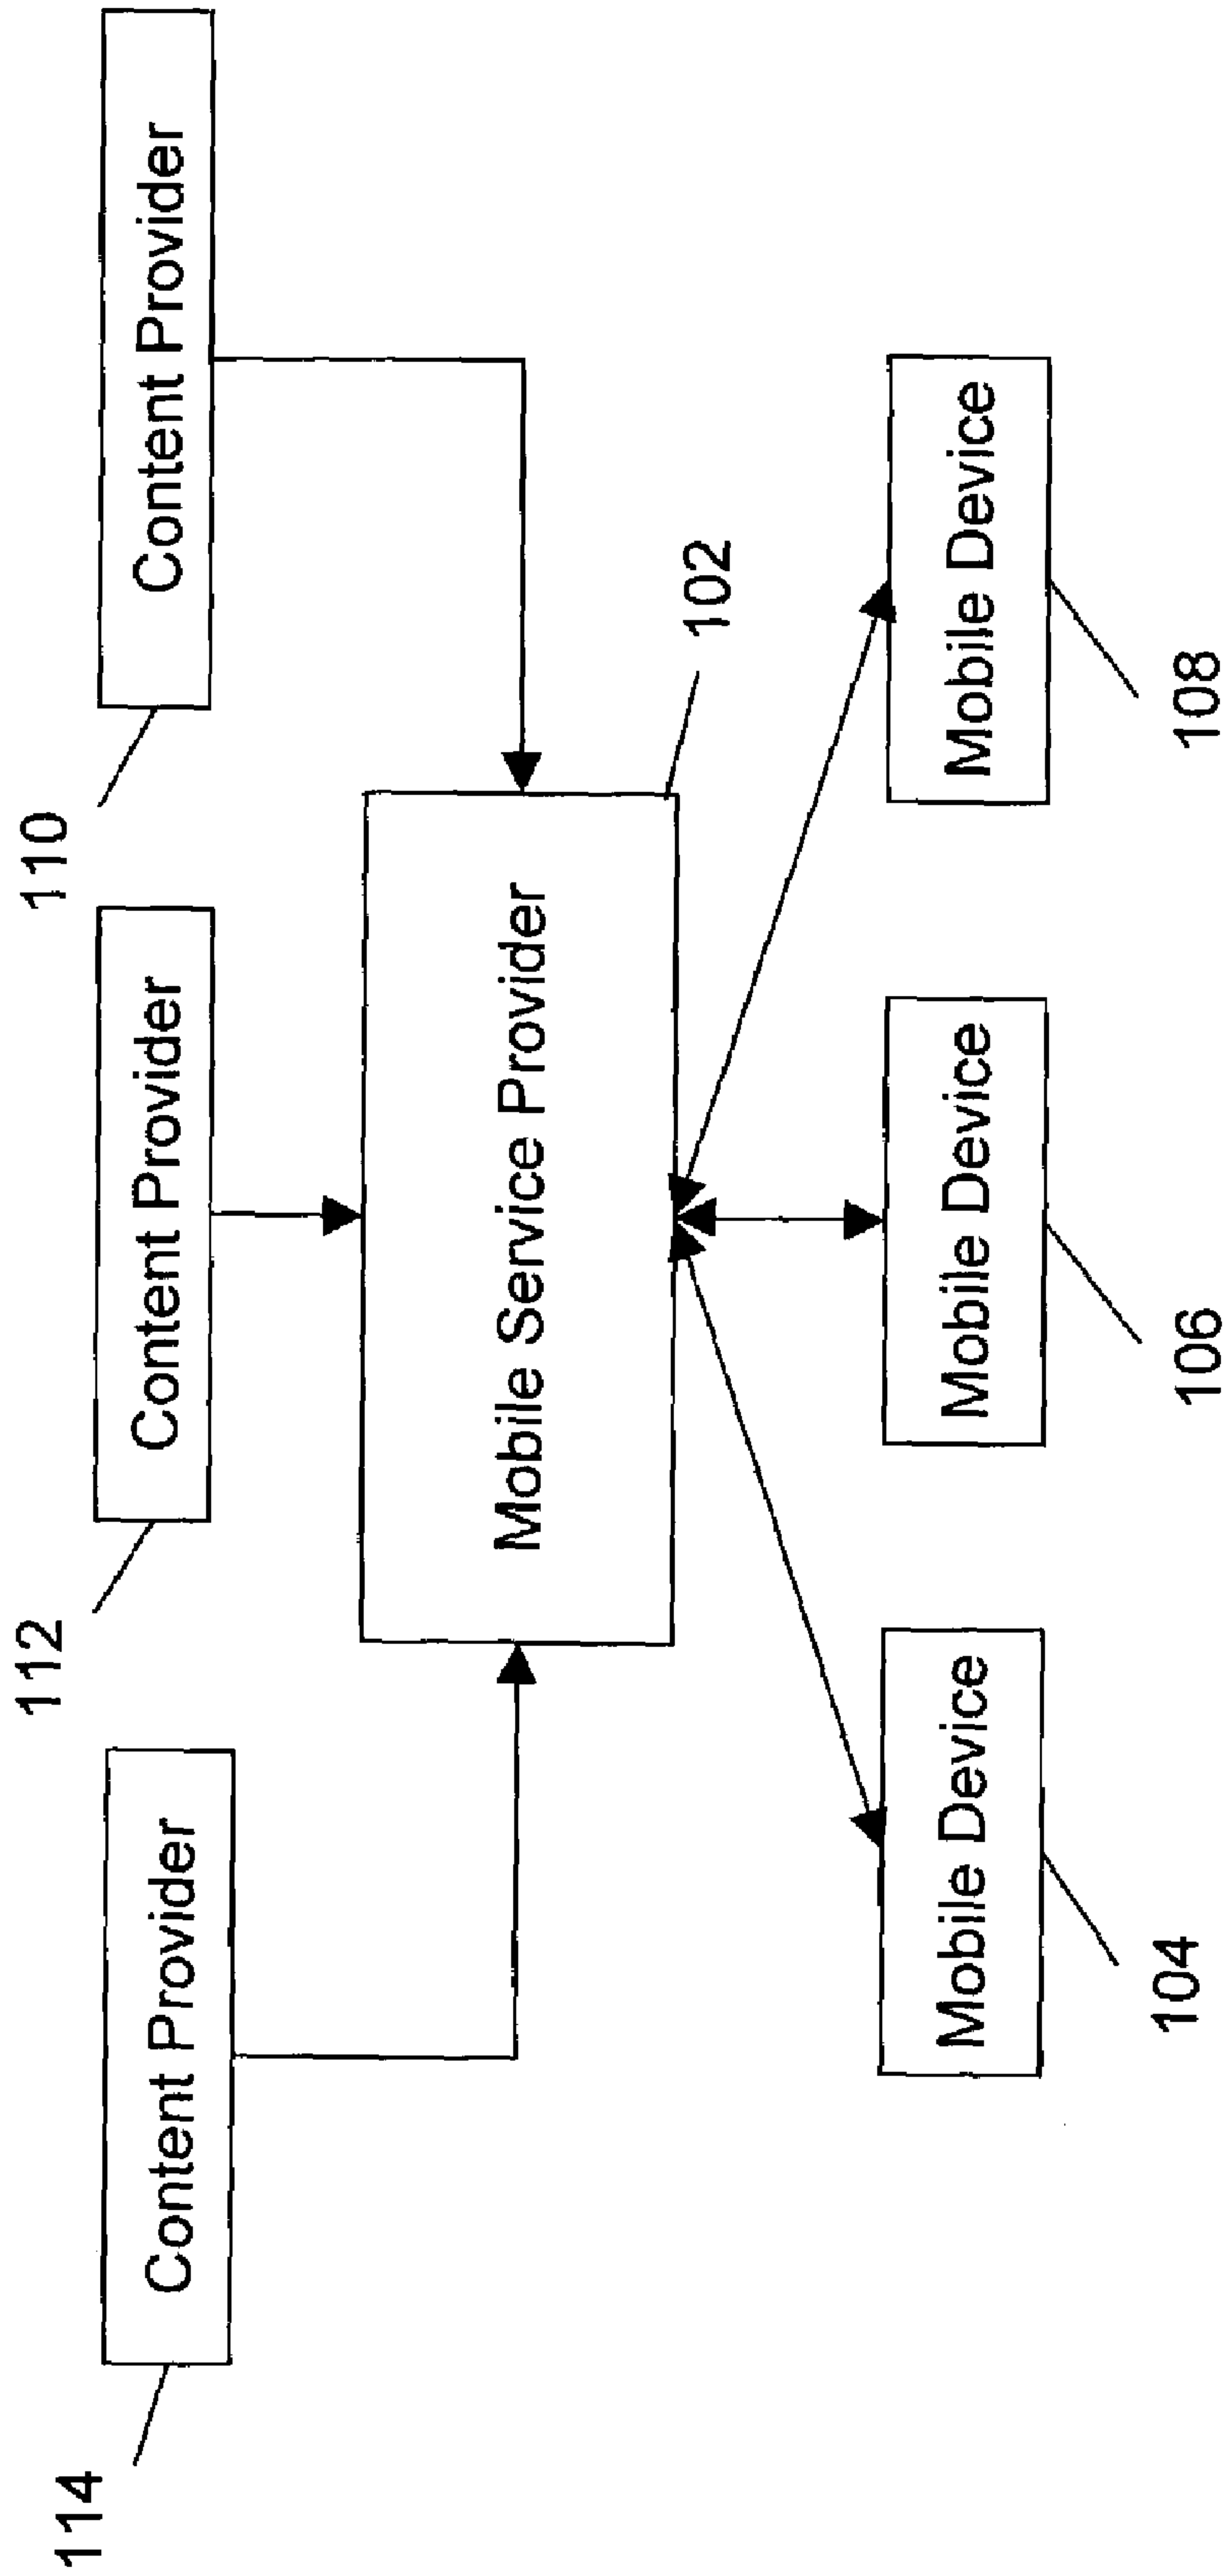 114
Content Provider
112
Content Provider
110
Content Provider
Mobile Service Provider
102
Mobile Device
104
Mobile Device
106
Mobile Device
108